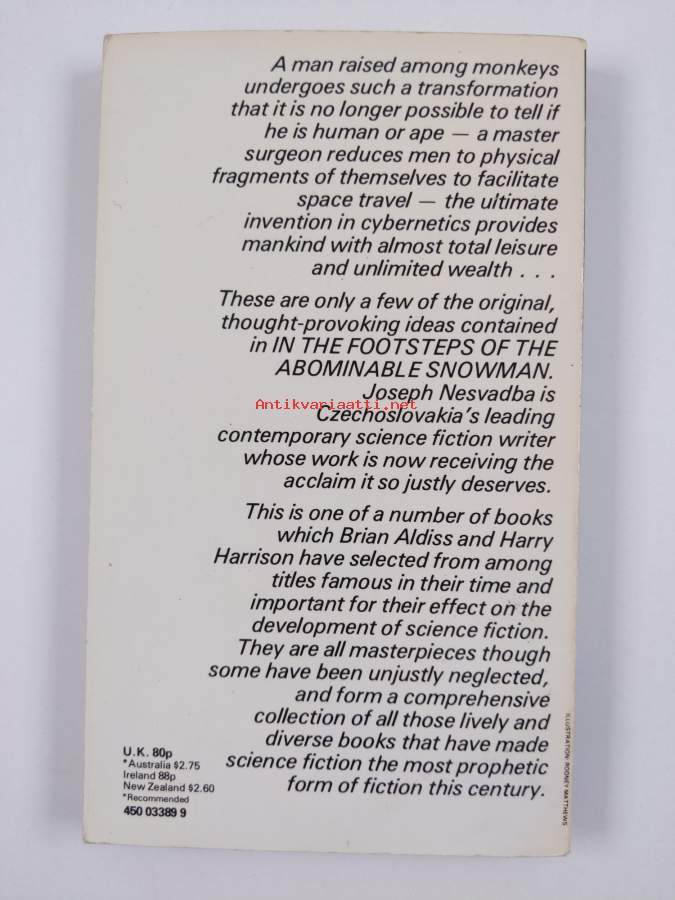 A man raised among monkeys
undergoes such a transformation
that it is no longer possible to tell if
he is human or ape — a master
surgeon reduces men to physical
fragments of themselves to facilitate
space travel — the ultimate
invention in cybernetics provides
mankind with almost total leisure
and unlimited wealth . . .
These are only a few of the original,
thought-provoking ideas contained
in IN THE FOOTSTEPS OF THE
ABOMINABLE SNOWMAN.
Joseph Nesvadba is
Antikvariaatti.net
Czechoslovakia's leading
contemporary science fiction writer
whose work is now receiving the
acclaim it so justly deserves.
This is one of a number of books
which Brian Aldiss and Harry
Harrison have selected from among
titles famous in their time and
important for their effect on the
development of science fiction.
They are all masterpieces though
some have been unjustly neglected,
and form a comprehensive
collection of all those lively and
diverse books that have made
science fiction the most prophetic
form of fiction this century.
U.K. 80p
*Australia $2.75
Ireland 88p
New Zealand $2.60
*Recommended
450 03389 9
ILLUSTRATION: RODNEY MATTHEWS